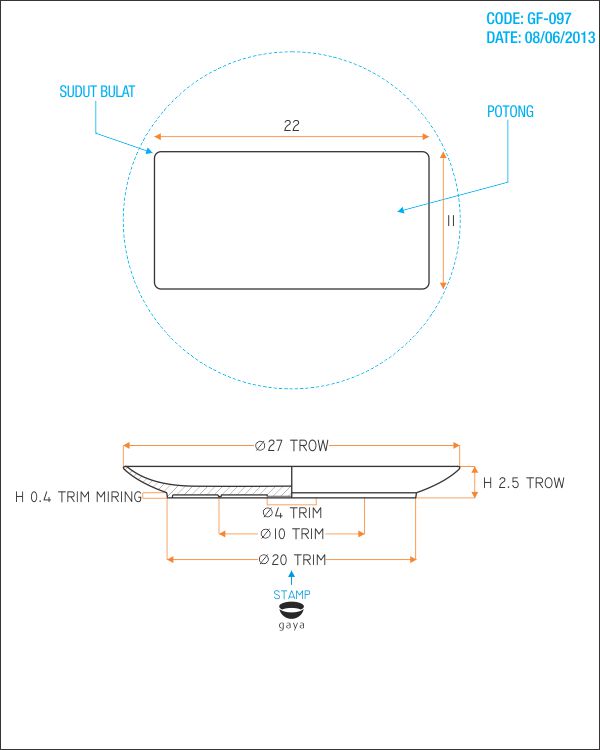 CODE: GF-097
DATE: 08/06/2013
SUDUT BULAT
POTONG
22
11
Ø27 TROW
H 2.5 TROW
H 0.4 TRIM MIRING
Ø4 TRIM
Ø10 TRIM
Ø20 TRIM
STAMP
gaya